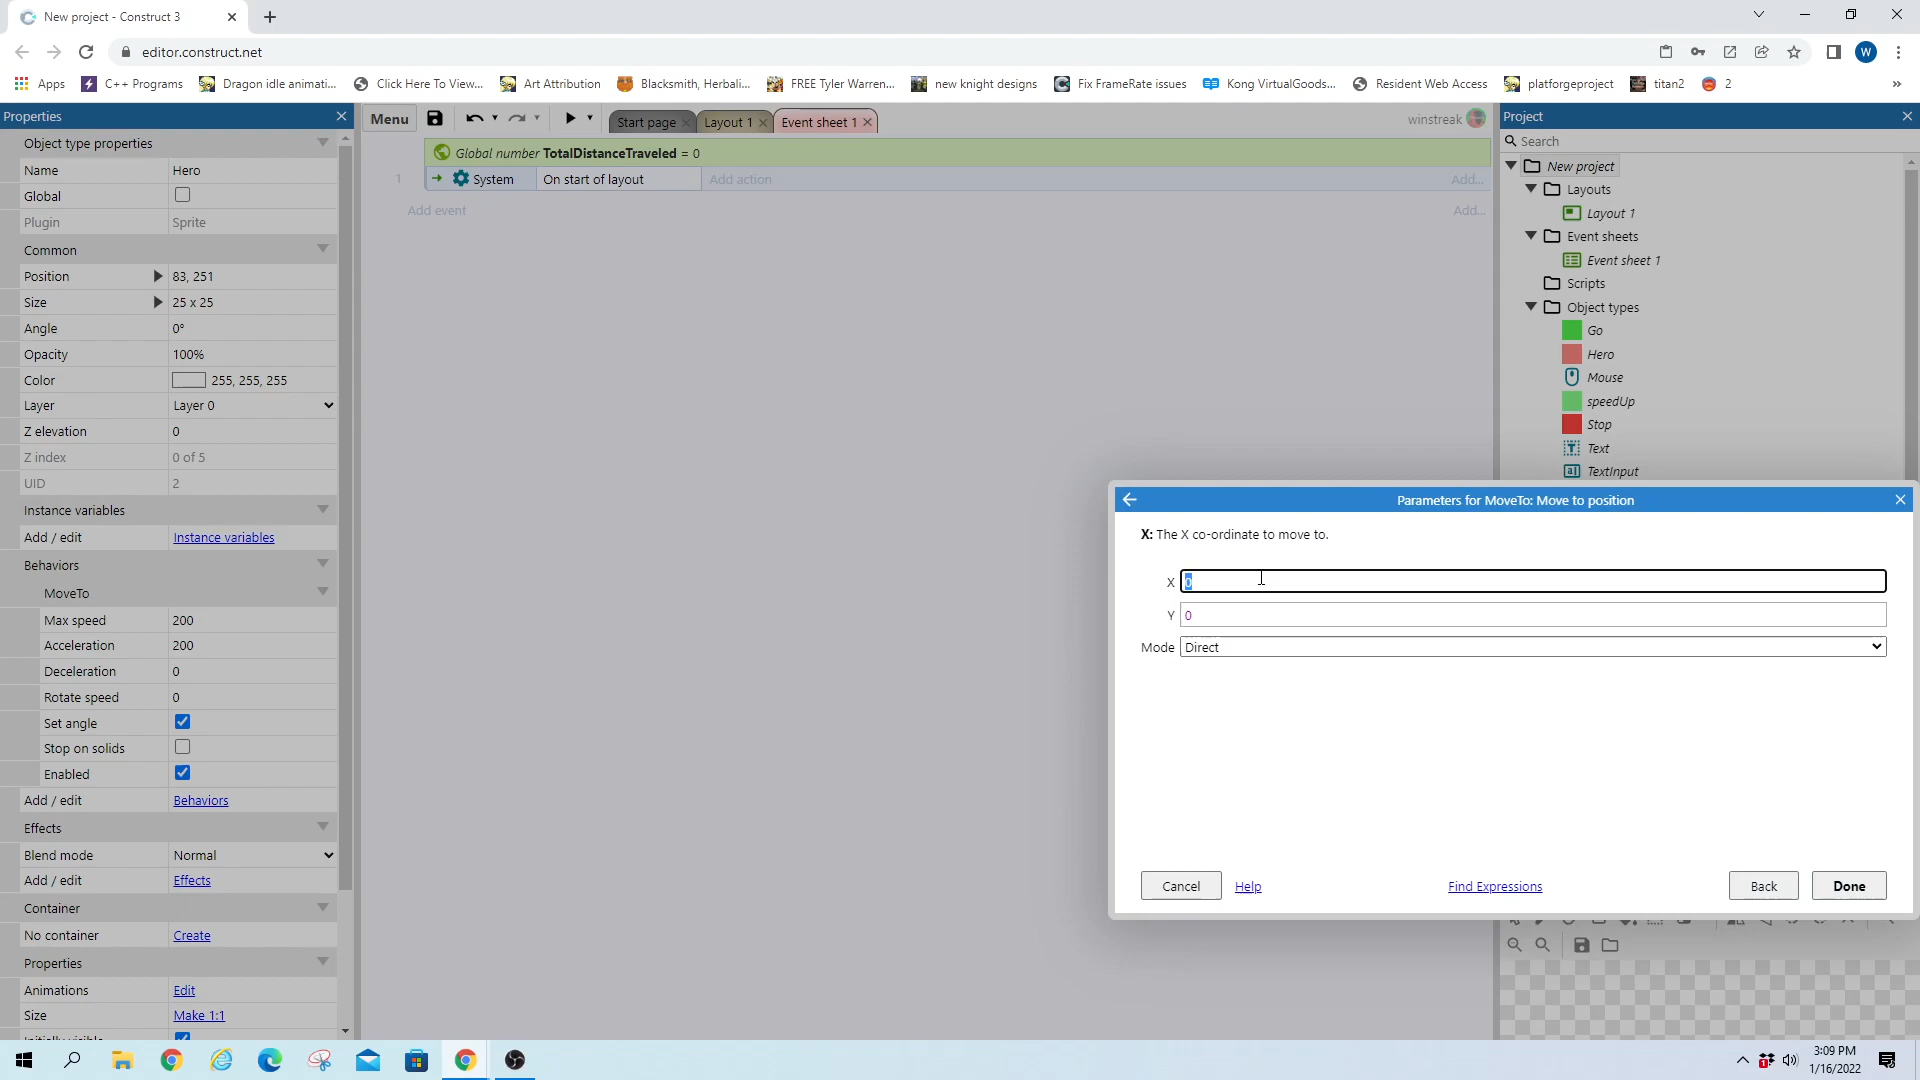 New project - Construct 3
editor.construct.net
W
Apps
C++ Programs
Dragon idle animati...
Click Here To View...
Art Attribution
Blacksmith, Herbali...
FREE Tyler Warren...
new knight designs
Fix FrameRate issues
Kong VirtualGoods...
Resident Web Access
platforgeproject
titan2
2
Properties
Menu
Start page
Layout 1
Event sheet 1
winstreak
Project
Object type properties
Name Hero
Global
Plugin Sprite
Common
Position 83, 251
Size 25 x 25
Angle 0°
Opacity 100%
Color 255, 255, 255
Layer Layer 0
Z elevation 0
Z index 0 of 5
UID 2
Instance variables
Add / edit Instance variables
Behaviors
MoveTo
Max speed 200
Acceleration 200
Deceleration 0
Rotate speed 0
Set angle
Stop on solids
Enabled
Add / edit Behaviors
Effects
Blend mode Normal
Add / edit Effects
Container
No container Create
Properties
Animations Edit
Size Make 1:1
Global number TotalDistanceTraveled = 0
1 System On start of layout Add action Add...
Add event Add...
Search
New project
Layouts
Layout 1
Event sheets
Event sheet 1
Scripts
Object types
Go
Hero
Mouse
speedUp
Stop
Text
TextInput
Parameters for MoveTo: Move to position
X: The X co-ordinate to move to.
X 0
Y 0
Mode Direct
Cancel Help Find Expressions Back Done
3:09 PM
1/16/2022